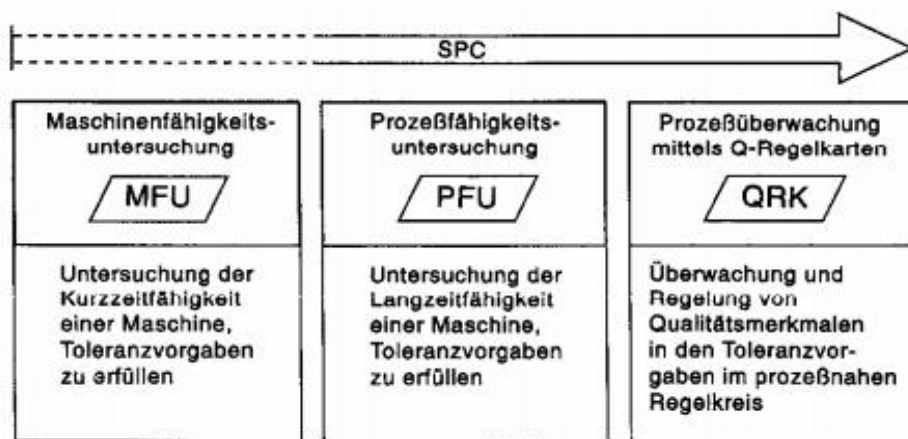 SPC
Maschinenfähigkeits-
untersuchung
MFU
Untersuchung der
Kurzzeitfähigkeit
einer Maschine,
Toleranzvorgaben
zu erfüllen
Prozeßfähigkeits-
untersuchung
PFU
Untersuchung der
Langzeitfähigkeit
einer Maschine,
Toleranzvorgaben
zu erfüllen
Prozeßüberwachung
mittels Q-Regelkarten
QRK
Überwachung und
Regelung von
Qualitätsmerkmalen
in den Toleranzvor-
gaben im prozeßnahen
Regelkreis